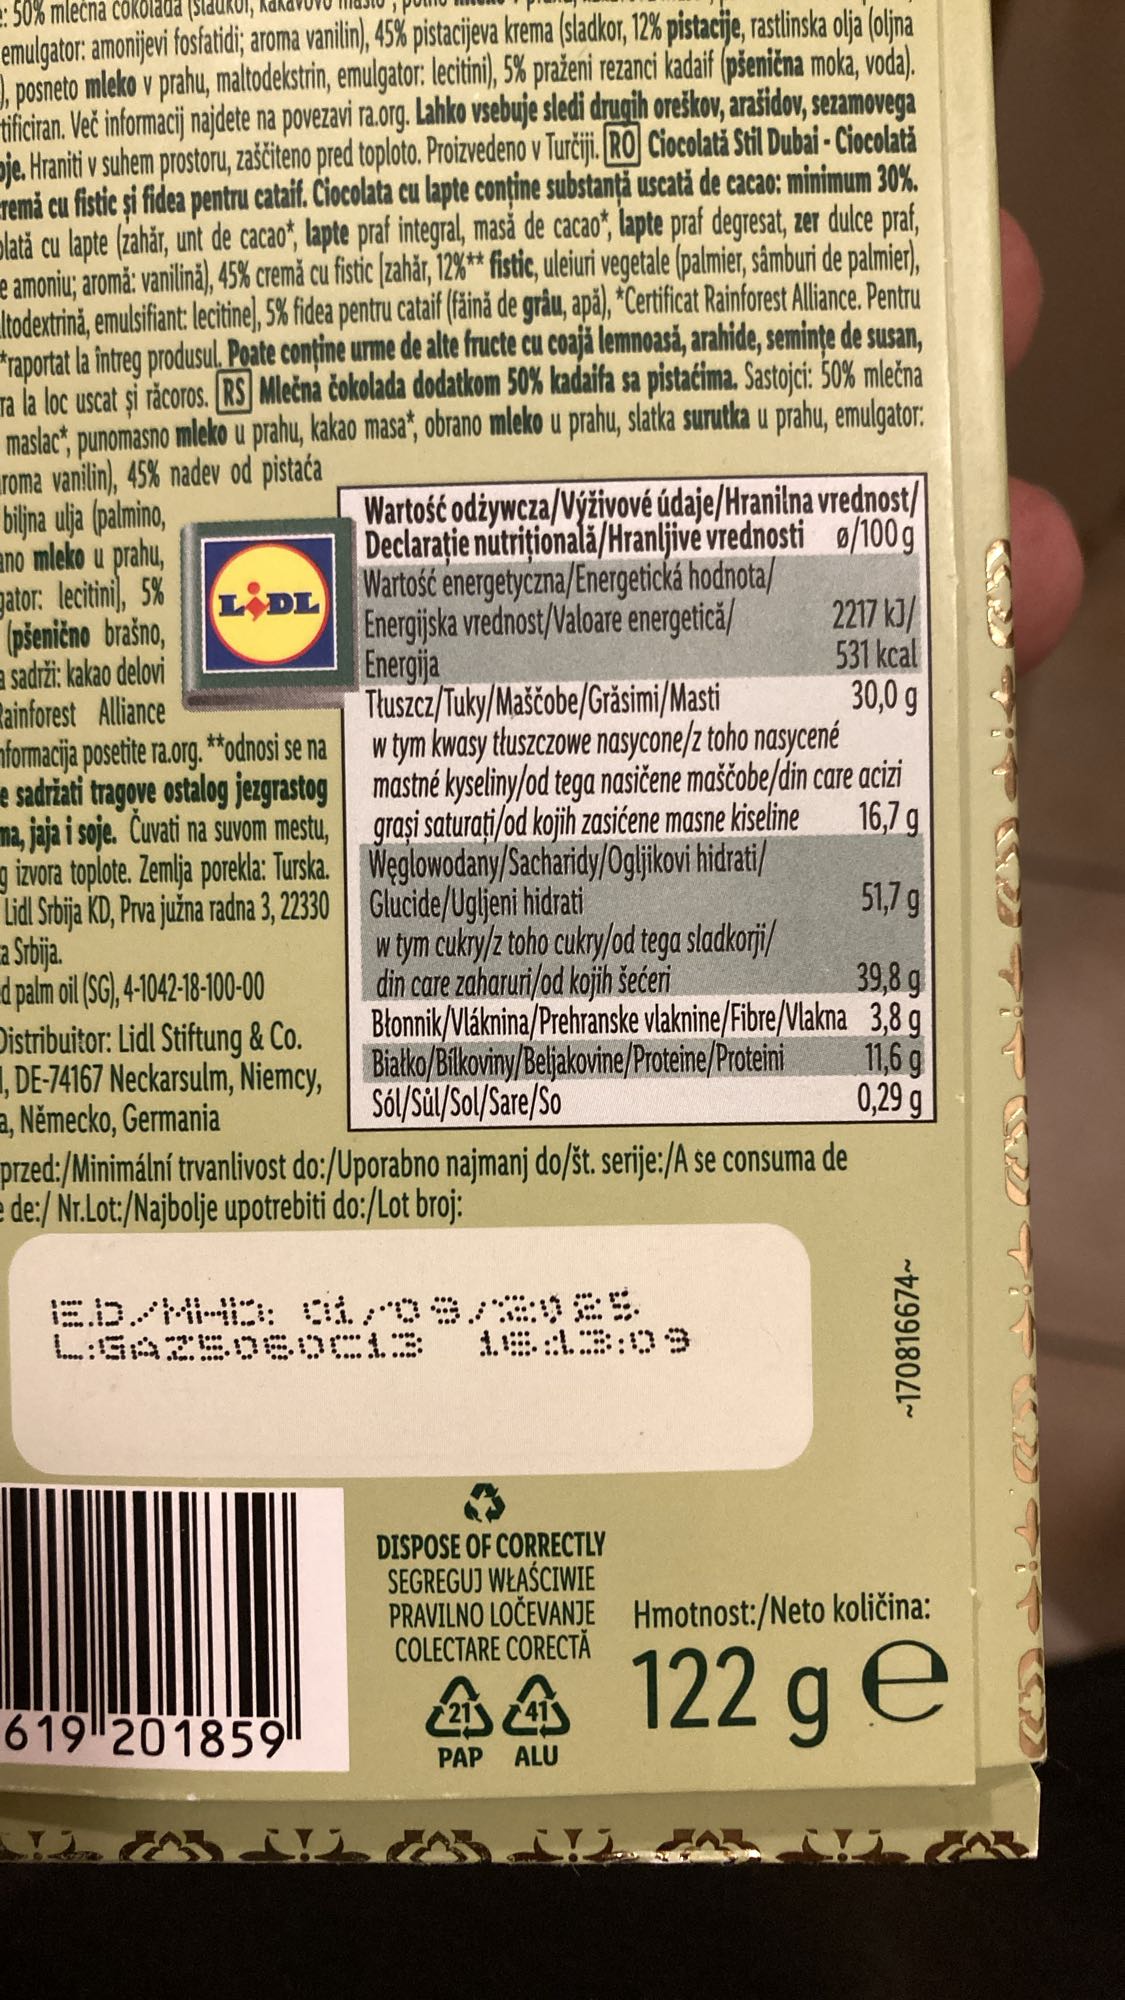 : 50% mlečna čokolada (sladkor, kakavovo maslo*,
emulgator: amonijevi fosfatidi; aroma vanilin), 45% pistacijeva krema (sladkor, 12% pistacije, rastlinska olja (oljna
), posneto mleko v prahu, maltodekstrin, emulgator: lecitini), 5% praženi rezanci kadaif (pšenična moka, voda).
tificiran. Več informacij najdete na povezavi ra.org. Lahko vsebuje sledi drugih oreškov, arašidov, sezamovega
oje. Hraniti v suhem prostoru, zaščiteno pred toploto. Proizvedeno v Turčiji. RO Ciocolată Stil Dubai - Ciocolată
remă cu fistic și fidea pentru cataif. Ciocolata cu lapte conține substanță uscată de cacao: minimum 30%.
olată cu lapte (zahăr, unt de cacao*, lapte praf integral, masă de cacao*, lapte praf degresat, zer dulce praf,
e amoniu; aromă: vanilină), 45% cremă cu fistic [zahăr, 12%** fistic, uleiuri vegetale (palmier, sâmburi de palmier),
ltodextrină, emulsifiant: lecitine], 5% fidea pentru cataif (făină de grâu, apă), *Certificat Rainforest Alliance. Pentru
*raportat la întreg produsul. Poate conține urme de alte fructe cu coajă lemnoasă, arahide, semințe de susan,
ra la loc uscat și răcoros. RS Mlečna čokolada dodatkom 50% kadaifa sa pistaćima. Sastojci: 50% mlečna
maslac*, punomasno mleko u prahu, kakao masa*, obrano mleko u prahu, slatka surutka u prahu, emulgator:
roma vanilin), 45% nadev od pistaća
biljna ulja (palmino,
ano mleko u prahu,
gator: lecitini], 5%
(pšenično brašno,
a sadrži: kakao delovi
Rainforest Alliance
nformacija posetite ra.org. **odnosi se na
e sadržati tragove ostalog jezgrastog
ma, jaja i soje. Čuvati na suvom mestu,
g izvora toplote. Zemlja porekla: Turska.
Lidl Srbija KD, Prva južna radna 3, 22330
a Srbija.
d palm oil (SG), 4-1042-18-100-00
Distribuitor: Lidl Stiftung & Co.
1, DE-74167 Neckarsulm, Niemcy,
a, Německo, Germania
LIDL
Wartość odżywcza/Výživové údaje/Hranilna vrednost/
Declarație nutrițională/Hranljive vrednosti ø/100 g
Wartość energetyczna/Energetická hodnota/
Energijska vrednost/Valoare energetică/ 2217 kJ/
Energija 531 kcal
Tłuszcz/Tuky/Maščobe/Grăsimi/Masti 30,0 g
w tym kwasy tłuszczowe nasycone/z toho nasycené
mastné kyseliny/od tega nasičene maščobe/din care acizi
grași saturați/od kojih zasićene masne kiseline 16,7 g
Węglowodany/Sacharidy/Ogljikovi hidrati/
Glucide/Ugljeni hidrati 51,7 g
w tym cukry/z toho cukry/od tega sladkorji/
din care zaharuri/od kojih šećeri 39,8 g
Błonnik/Vláknina/Prehranske vlaknine/Fibre/Vlakna 3,8 g
Białko/Bílkoviny/Beljakovine/Proteine/Proteini 11,6 g
Sól/Sůl/Sol/Sare/So 0,29 g
przed:/Minimální trvanlivost do:/Uporabno najmanj do/št. serije:/A se consuma de
e de:/ Nr.Lot:/Najbolje upotrebiti do:/Lot broj:
E.D./MHD: 01/09/2025
L:GAZ5060C13 16:13:09
~170816674~
619 201859
DISPOSE OF CORRECTLY
SEGREGUJ WŁAŚCIWIE
PRAVILNO LOČEVANJE
COLECTARE CORECTĂ
21 41
PAP ALU
Hmotnost:/Neto količina:
122 g e